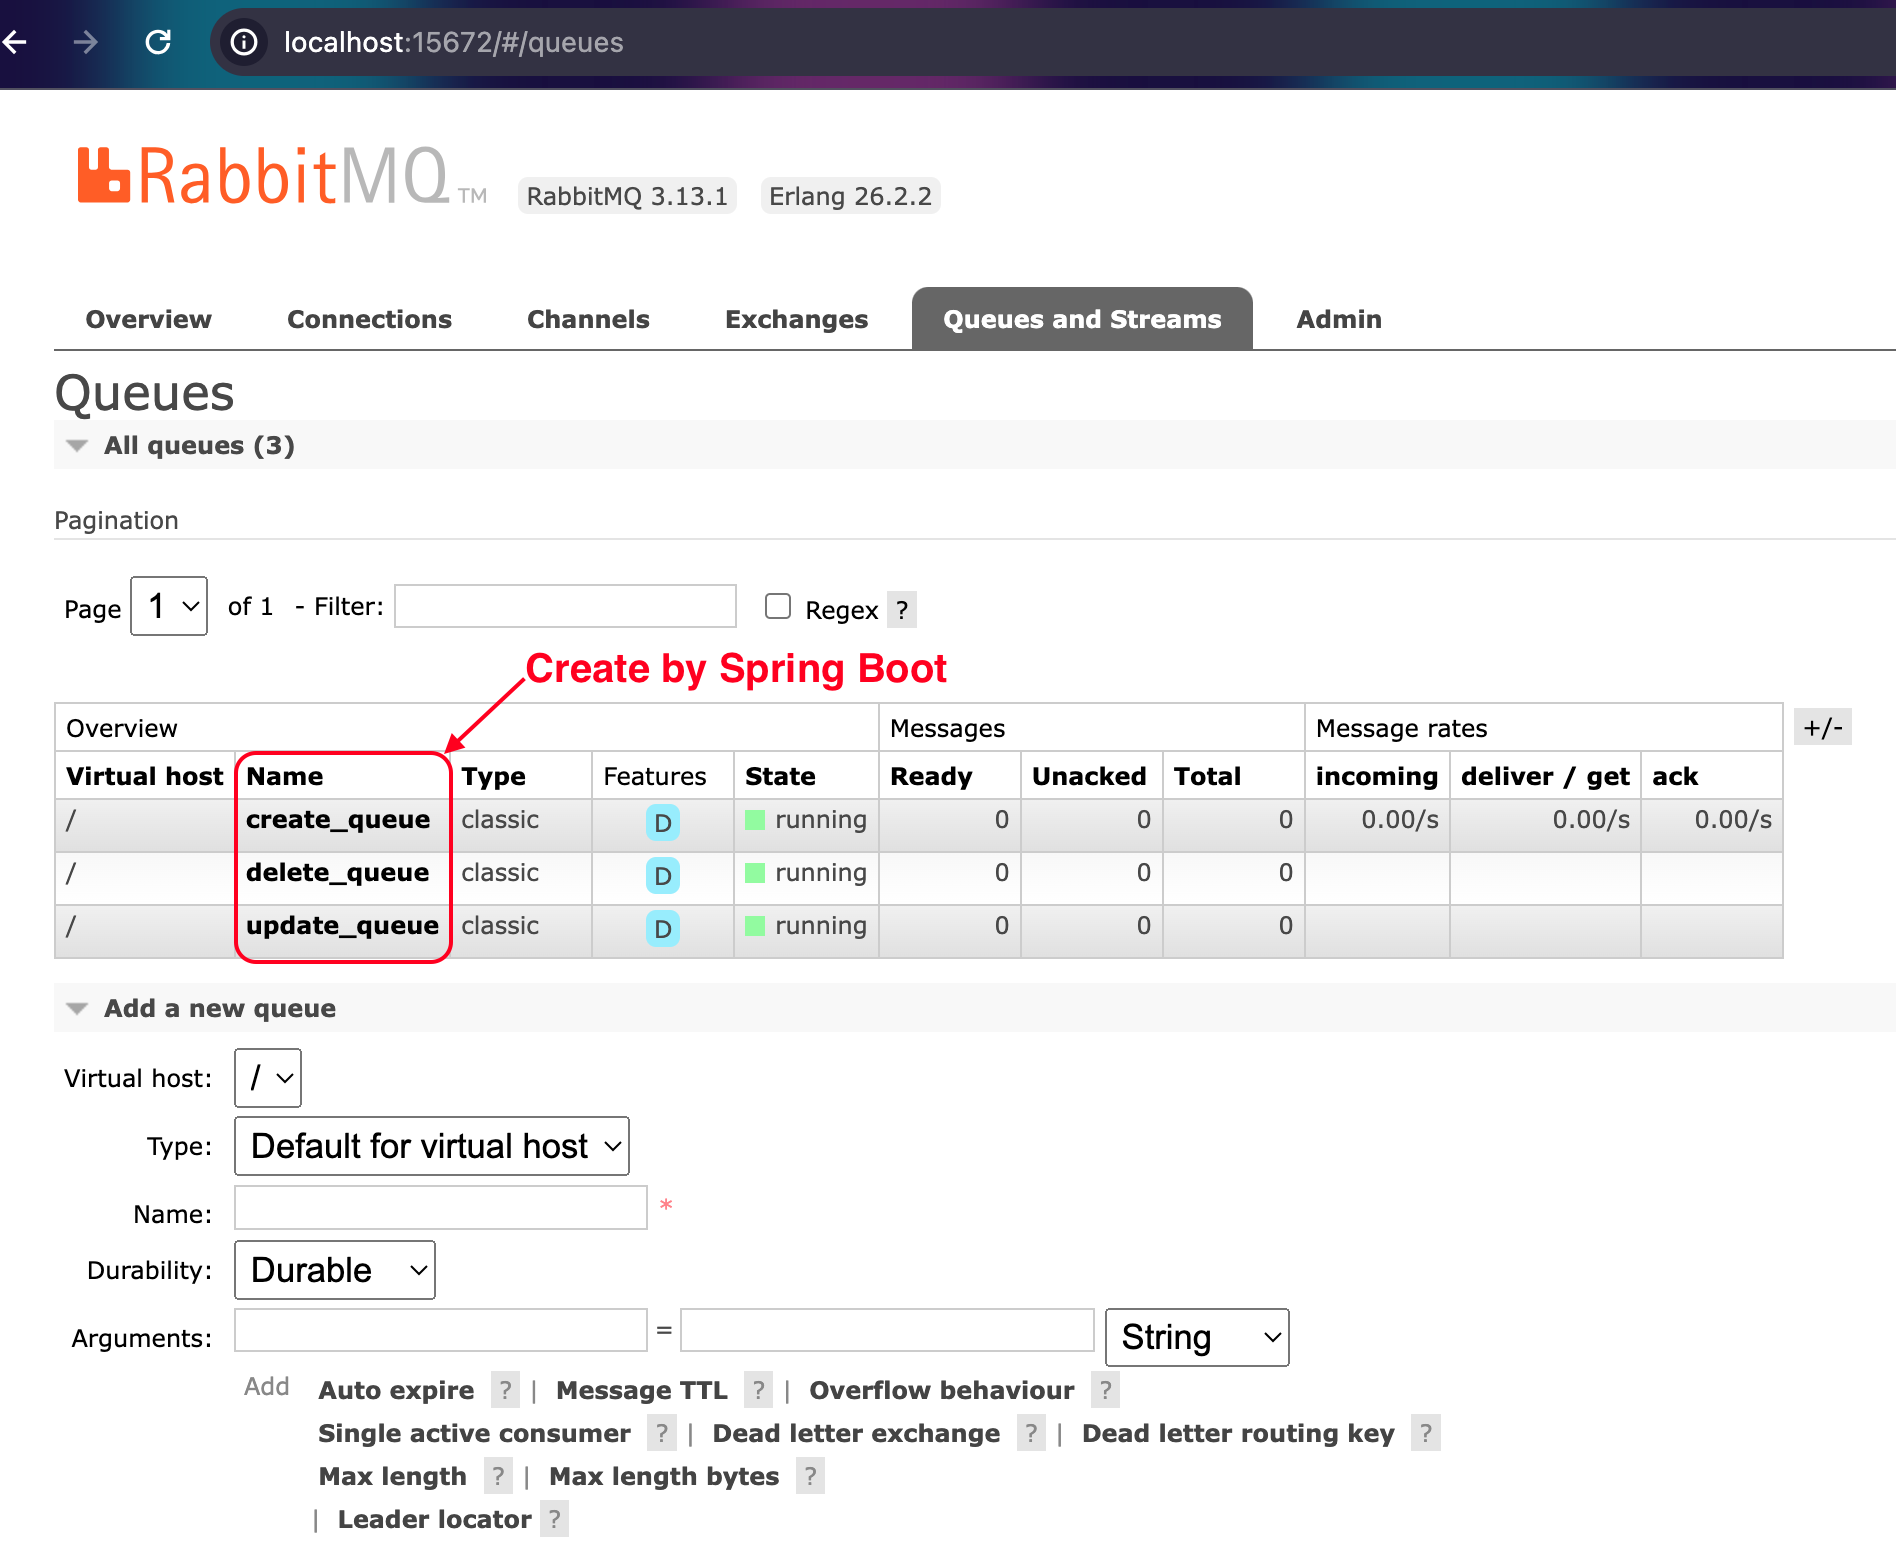 localhost:15672/#/queues
RabbitMQ TM RabbitMQ 3.13.1 Erlang 26.2.2
Overview Connections Channels Exchanges Queues and Streams Admin
Queues
All queues (3)
Pagination
Page 1 of 1 - Filter: Regex ?
Create by Spring Boot
Overview Messages Message rates +/-
Virtual host Name Type Features State Ready Unacked Total incoming deliver / get ack
/ create_queue classic D running 0 0 0 0.00/s 0.00/s 0.00/s
/ delete_queue classic D running 0 0 0
/ update_queue classic D running 0 0 0
Add a new queue
Virtual host: /
Type: Default for virtual host
Name: *
Durability: Durable
Arguments: = String
Add Auto expire ? | Message TTL ? | Overflow behaviour ?
Single active consumer ? | Dead letter exchange ? | Dead letter routing key ?
Max length ? | Max length bytes ?
| Leader locator ?